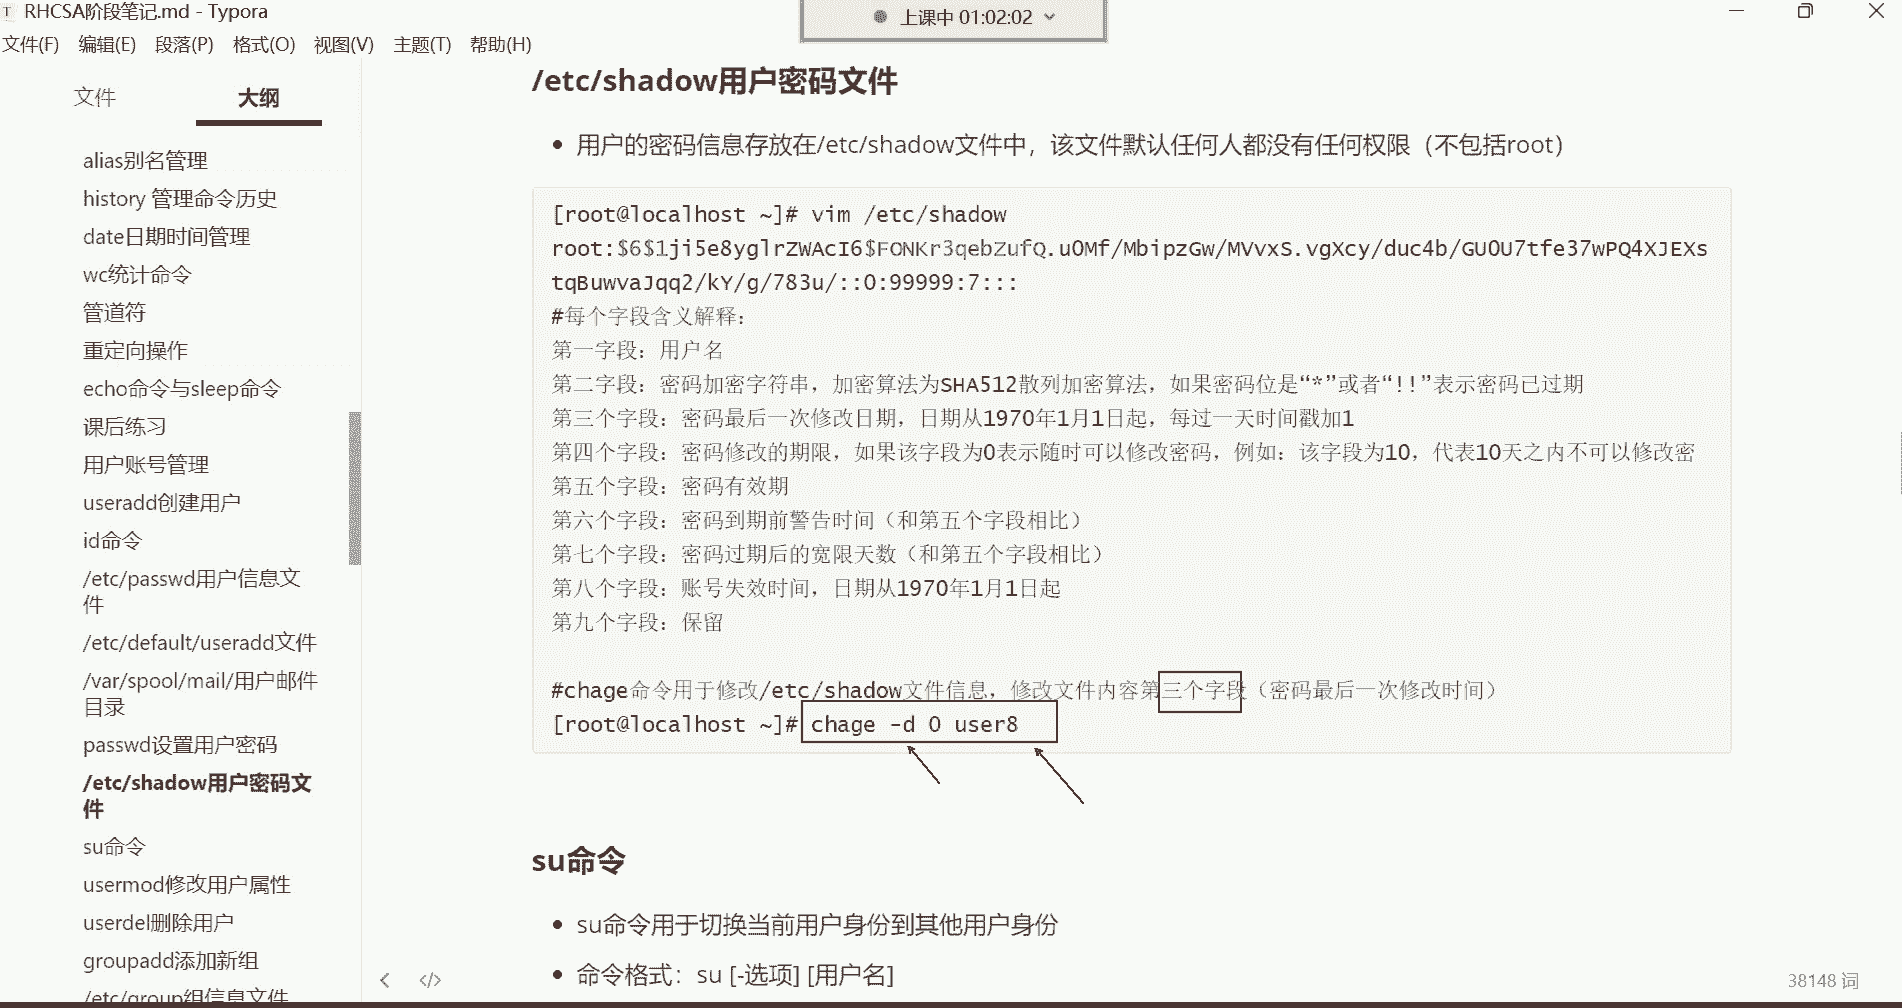 RHCSA阶段笔记.md - Typora
上课中 01:02:02
文件(F) 编辑(E) 段落(P) 格式(O) 视图(V) 主题(T) 帮助(H)
文件 大纲
alias别名管理
history 管理命令历史
date日期时间管理
wc统计命令
管道符
重定向操作
echo命令与sleep命令
课后练习
用户账号管理
useradd创建用户
id命令
/etc/passwd用户信息文
件
/etc/default/useradd文件
/var/spool/mail/用户邮件
目录
passwd设置用户密码
/etc/shadow用户密码文
件
su命令
usermod修改用户属性
userdel删除用户
groupadd添加新组
/etc/group组信息文件
/etc/shadow用户密码文件
用户的密码信息存放在/etc/shadow文件中，该文件默认任何人都没有任何权限（不包括root）
[root@localhost ~]# vim /etc/shadow
root:$6$1ji5e8yglrZWAcI6$FONKr3qebZufQ.u0Mf/MbipzGw/MVvxS.vgXcy/duc4b/GU0U7tfe37wPQ4XJEXs
tqBuwvaJqq2/kY/g/783u/::0:99999:7:::
#每个字段含义解释：
第一字段：用户名
第二字段：密码加密字符串，加密算法为SHA512散列加密算法，如果密码位是“*”或者“!!”表示密码已过期
第三个字段：密码最后一次修改日期，日期从1970年1月1日起，每过一天时间戳加1
第四个字段：密码修改的期限，如果该字段为0表示随时可以修改密码，例如：该字段为10，代表10天之内不可以修改密
第五个字段：密码有效期
第六个字段：密码到期前警告时间（和第五个字段相比）
第七个字段：密码过期后的宽限天数（和第五个字段相比）
第八个字段：账号失效时间，日期从1970年1月1日起
第九个字段：保留
#chage命令用于修改/etc/shadow文件信息，修改文件内容第三个字段（密码最后一次修改时间）
[root@localhost ~]# chage -d 0 user8
su命令
su命令用于切换当前用户身份到其他用户身份
命令格式：su [-选项] [用户名]
38148 词